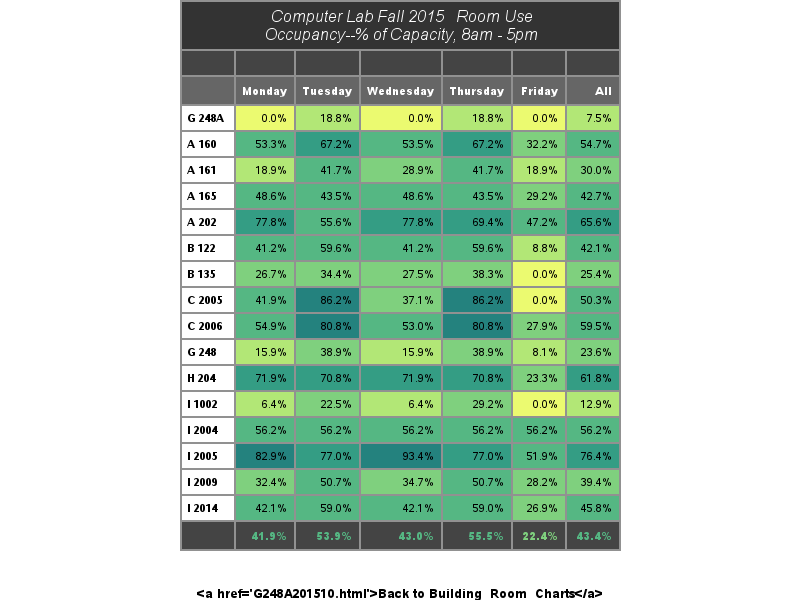 Computer Lab Fall 2015 Room Use
Occupancy--% of Capacity, 8am - 5pm
Monday Tuesday Wednesday Thursday Friday All
G 248A 0.0% 18.8% 0.0% 18.8% 0.0% 7.5%
A 160 53.3% 67.2% 53.5% 67.2% 32.2% 54.7%
A 161 18.9% 41.7% 28.9% 41.7% 18.9% 30.0%
A 165 48.6% 43.5% 48.6% 43.5% 29.2% 42.7%
A 202 77.8% 55.6% 77.8% 69.4% 47.2% 65.6%
B 122 41.2% 59.6% 41.2% 59.6% 8.8% 42.1%
B 135 26.7% 34.4% 27.5% 38.3% 0.0% 25.4%
C 2005 41.9% 86.2% 37.1% 86.2% 0.0% 50.3%
C 2006 54.9% 80.8% 53.0% 80.8% 27.9% 59.5%
G 248 15.9% 38.9% 15.9% 38.9% 8.1% 23.6%
H 204 71.9% 70.8% 71.9% 70.8% 23.3% 61.8%
I 1002 6.4% 22.5% 6.4% 29.2% 0.0% 12.9%
I 2004 56.2% 56.2% 56.2% 56.2% 56.2% 56.2%
I 2005 82.9% 77.0% 93.4% 77.0% 51.9% 76.4%
I 2009 32.4% 50.7% 34.7% 50.7% 28.2% 39.4%
I 2014 42.1% 59.0% 42.1% 59.0% 26.9% 45.8%
41.9% 53.9% 43.0% 55.5% 22.4% 43.4%
<a href='G248A201510.html'>Back to Building Room Charts</a>